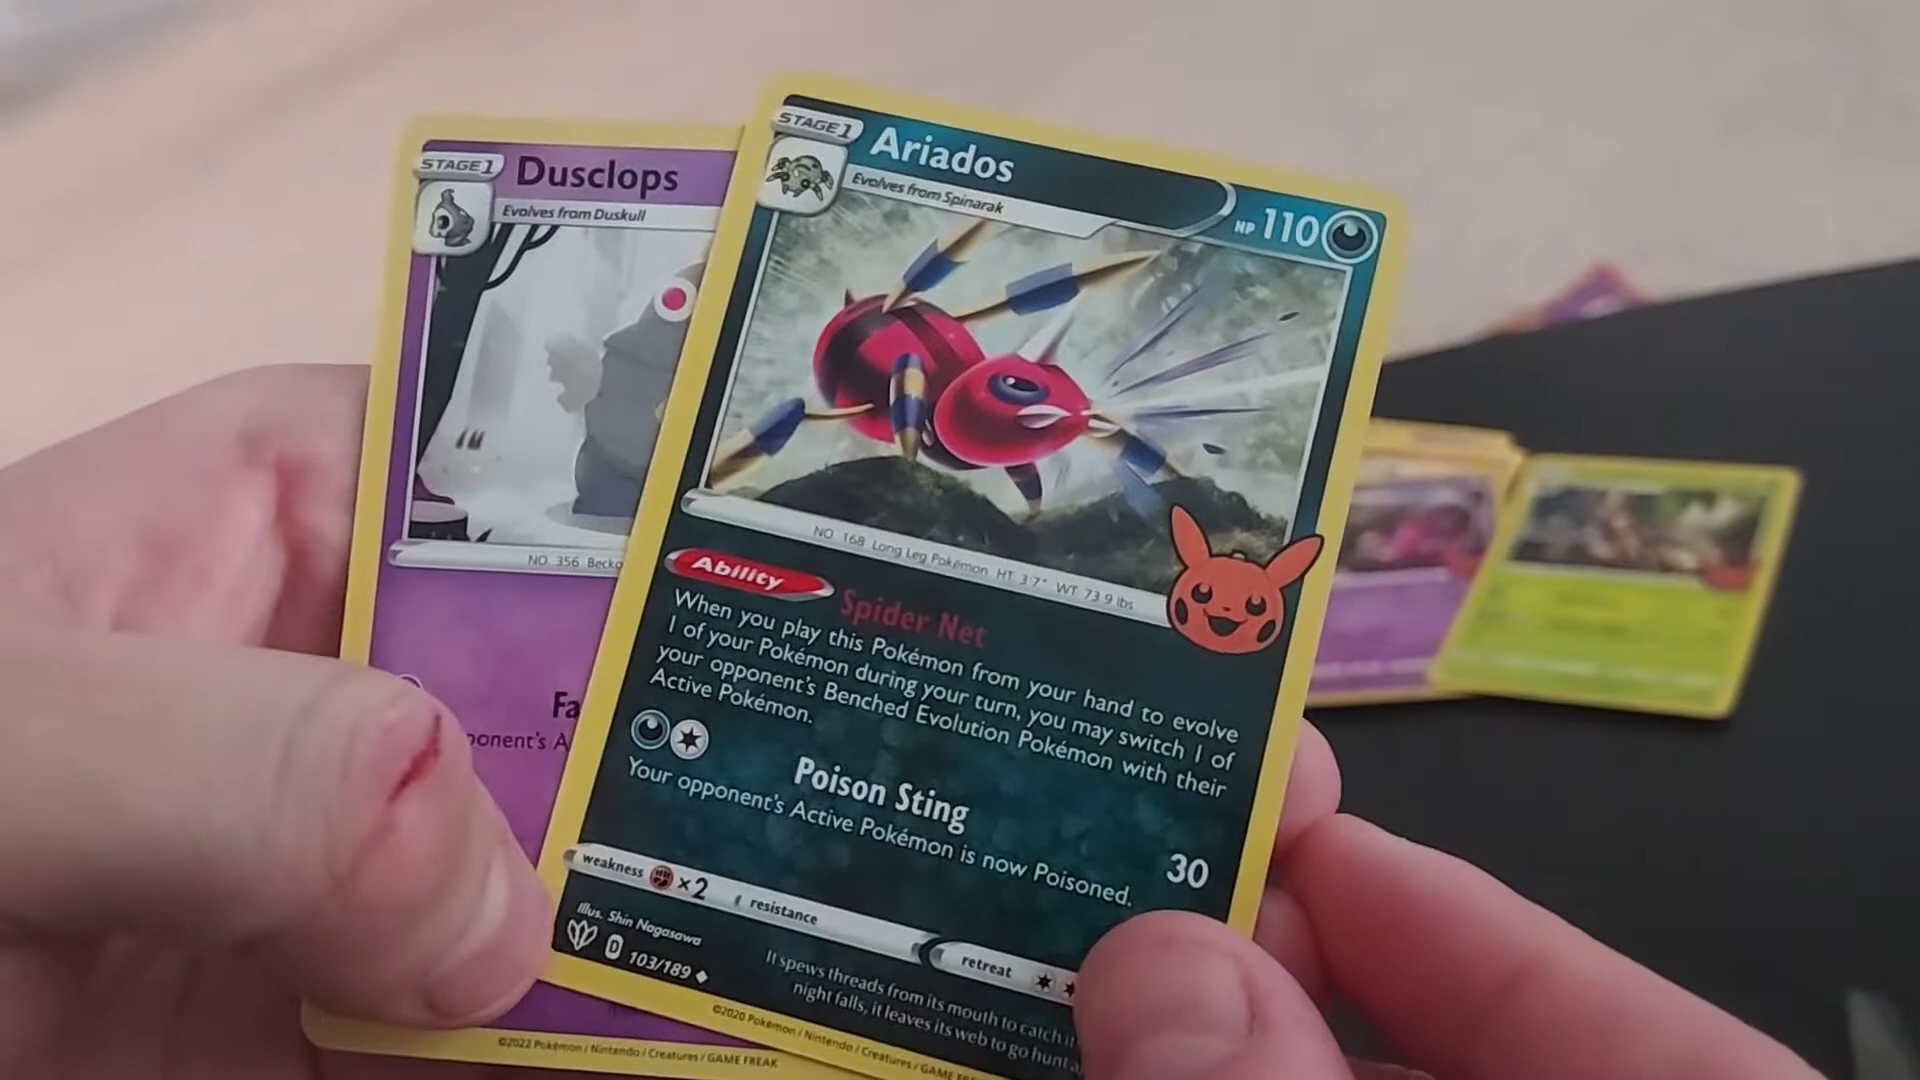 STAGE 1
Dusclops
Evolves from Duskull
NO. 356 Becko
Fa
ponent's A
©2022 Pokémon / Nintendo / Creatures / GAME FREAK
STAGE 1
Ariados
Evolves from Spinarak
HP 110
NO. 168 Long Leg Pokémon HT. 3'7" WT. 73.9 lbs
Ability
Spider Net
When you play this Pokémon from your hand to evolve
1 of your Pokémon during your turn, you may switch 1 of
your opponent's Benched Evolution Pokémon with their
Active Pokémon.
Poison Sting
30
Your opponent's Active Pokémon is now Poisoned.
weakness ×2
resistance
retreat
Illus. Shin Nagasawa
D 103/189
It spews threads from its mouth to catch
night falls, it leaves its web to go hunt
©2020 Pokémon / Nintendo / Creatures / GAME FREAK